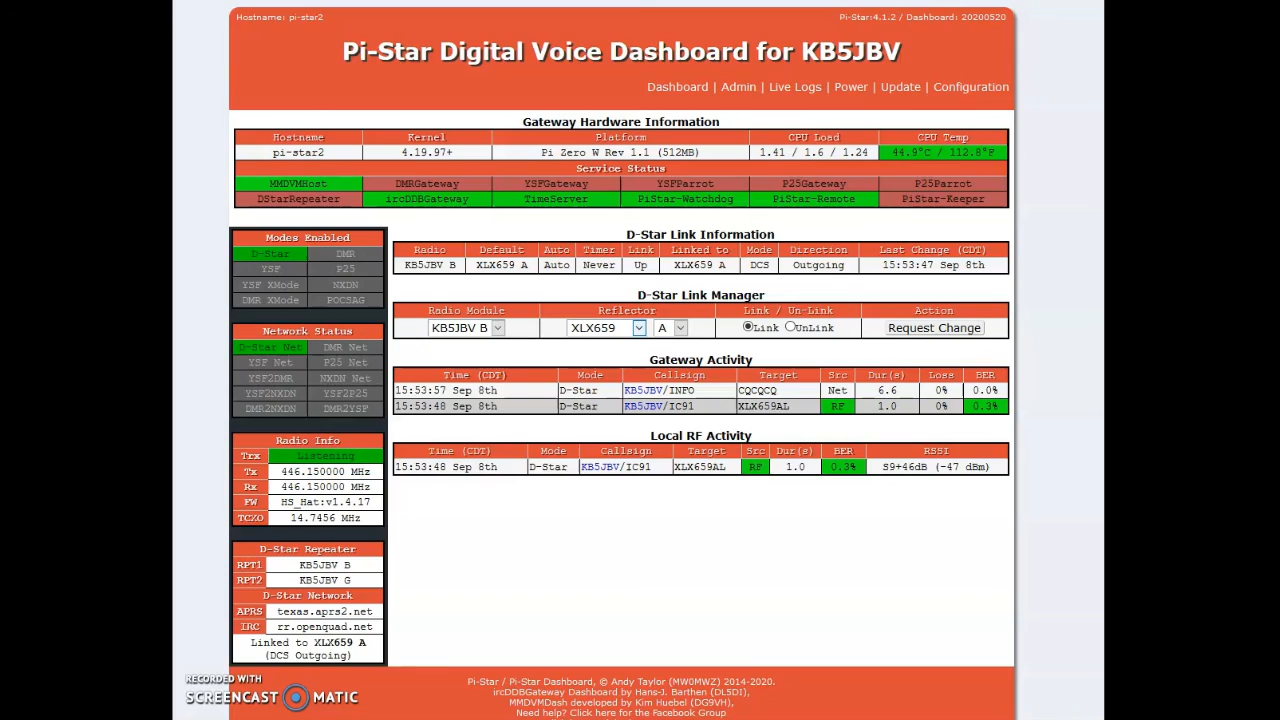 Hostname: pi-star2 Pi-Star:4.1.2 / Dashboard: 20200520
Pi-Star Digital Voice Dashboard for KB5JBV
Dashboard | Admin | Live Logs | Power | Update | Configuration
Gateway Hardware Information
Hostname Kernel Platform CPU Load CPU Temp
pi-star2 4.19.97+ Pi Zero W Rev 1.1 (512MB) 1.41 / 1.6 / 1.24 44.9°C / 112.8°F
Service Status
MMDVMHost DMRGateway YSFGateway YSFParrot P25Gateway P25Parrot
DStarRepeater ircDDBGateway TimeServer PiStar-Watchdog PiStar-Remote PiStar-Keeper
Modes Enabled
D-Star DMR
YSF P25
YSF XMode NXDN
DMR XMode POCSAG
Network Status
D-Star Net DMR Net
YSF Net P25 Net
YSF2DMR NXDN Net
YSF2NXDN YSF2P25
DMR2NXDN DMR2YSF
Radio Info
Trx Listening
Tx 446.150000 MHz
Rx 446.150000 MHz
FW HS_Hat:v1.4.17
TCXO 14.7456 MHz
D-Star Repeater
RPT1 KB5JBV B
RPT2 KB5JBV G
D-Star Network
APRS texas.aprs2.net
IRC rr.openquad.net
Linked to XLX659 A
(DCS Outgoing)
D-Star Link Information
Radio Default Auto Timer Link Linked to Mode Direction Last Change (CDT)
KB5JBV B XLX659 A Auto Never Up XLX659 A DCS Outgoing 15:53:47 Sep 8th
D-Star Link Manager
Radio Module Reflector Link / Un-Link Action
KB5JBV B XLX659 A Link UnLink Request Change
Gateway Activity
Time (CDT) Mode Callsign Target Src Dur(s) Loss BER
15:53:57 Sep 8th D-Star KB5JBV/INFO CQCQCQ Net 6.6 0% 0.0%
15:53:48 Sep 8th D-Star KB5JBV/IC91 XLX659AL RF 1.0 0% 0.3%
Local RF Activity
Time (CDT) Mode Callsign Target Src Dur(s) BER RSSI
15:53:48 Sep 8th D-Star KB5JBV/IC91 XLX659AL RF 1.0 0.3% S9+46dB (-47 dBm)
Pi-Star / Pi-Star Dashboard, © Andy Taylor (MW0MWZ) 2014-2020.
ircDDBGateway Dashboard by Hans-J. Barthen (DL5DI),
MMDVMDash developed by Kim Huebel (DG9VH),
Need help? Click here for the Facebook Group
RECORDED WITH
SCREENCAST MATIC